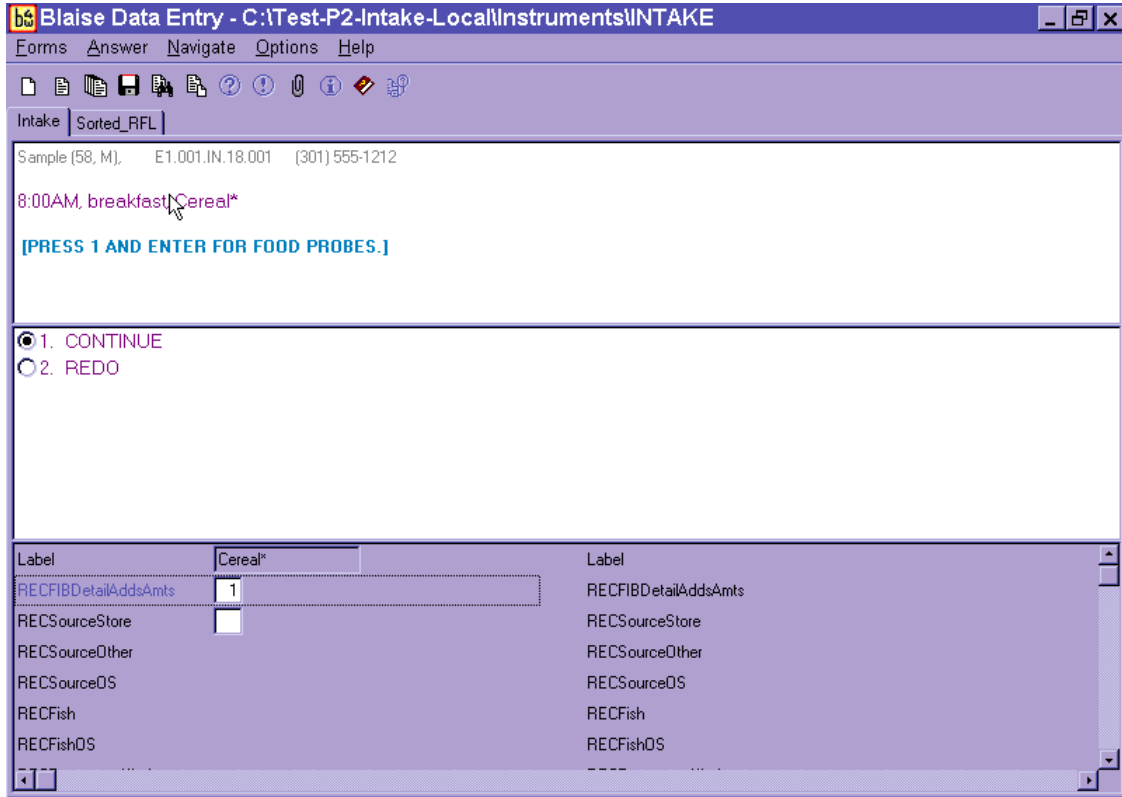 Blaise Data Entry - C:\Test-P2-Intake-Local\Instruments\INTAKE
Forms Answer Navigate Options Help
Intake Sorted_RFL
Sample (58, M), E1.001.IN.18.001 (301) 555-1212
8:00AM, breakfast, Cereal*
[PRESS 1 AND ENTER FOR FOOD PROBES.]
1. CONTINUE
2. REDO
Label Cereal* Label
RECFIBDetailAddsAmts 1 RECFIBDetailAddsAmts
RECSourceStore RECSourceStore
RECSourceOther RECSourceOther
RECSourceOS RECSourceOS
RECFish RECFish
RECFishOS RECFishOS